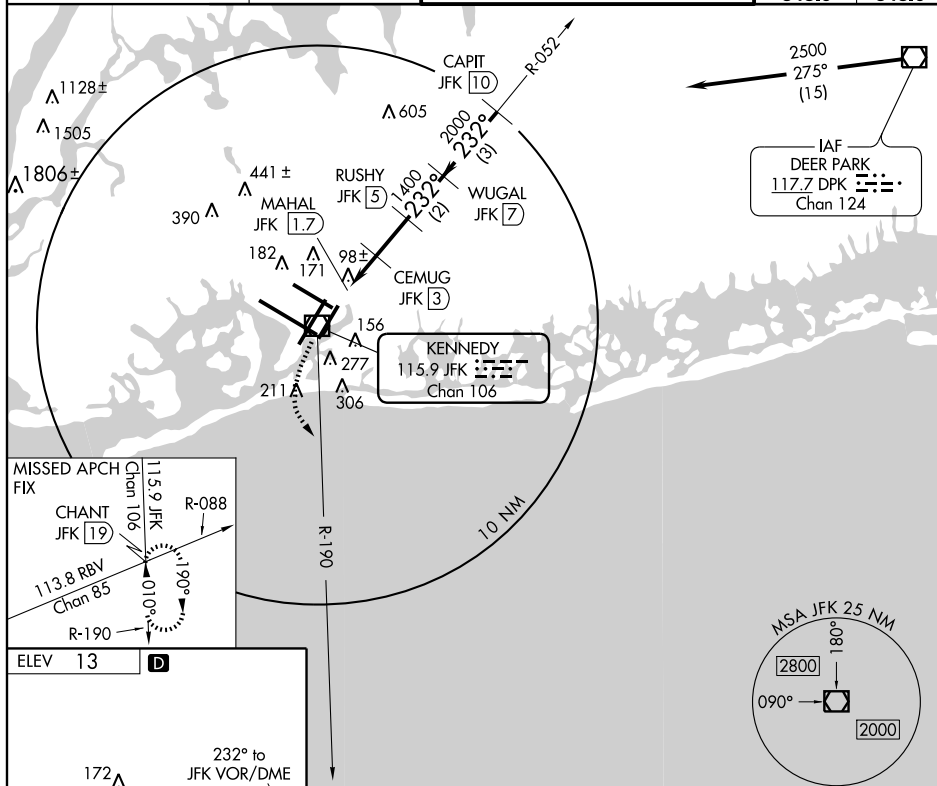 CAPIT
JFK 10
R-052
2500
275°
(15)
1128±
1505
1806±
605
2000
232°
(3)
IAF
DEER PARK
117.7 DPK
Chan 124
441 ±
390
RUSHY
JFK 5
1400
232°
(2)
WUGAL
JFK 7
MAHAL
JFK 1.7
182
171
98±
CEMUG
JFK 3
156
277
211
306
KENNEDY
115.9 JFK
Chan 106
R-190
10 NM
MISSED APCH
FIX
CHANT
JFK 19
115.9 JFK
Chan 106
R-088
113.8 RBV
Chan 85
190°
010°
R-190
MSA JFK 25 NM
180°
2800
090°
2000
ELEV 13
D
172
232° to
JFK VOR/DME